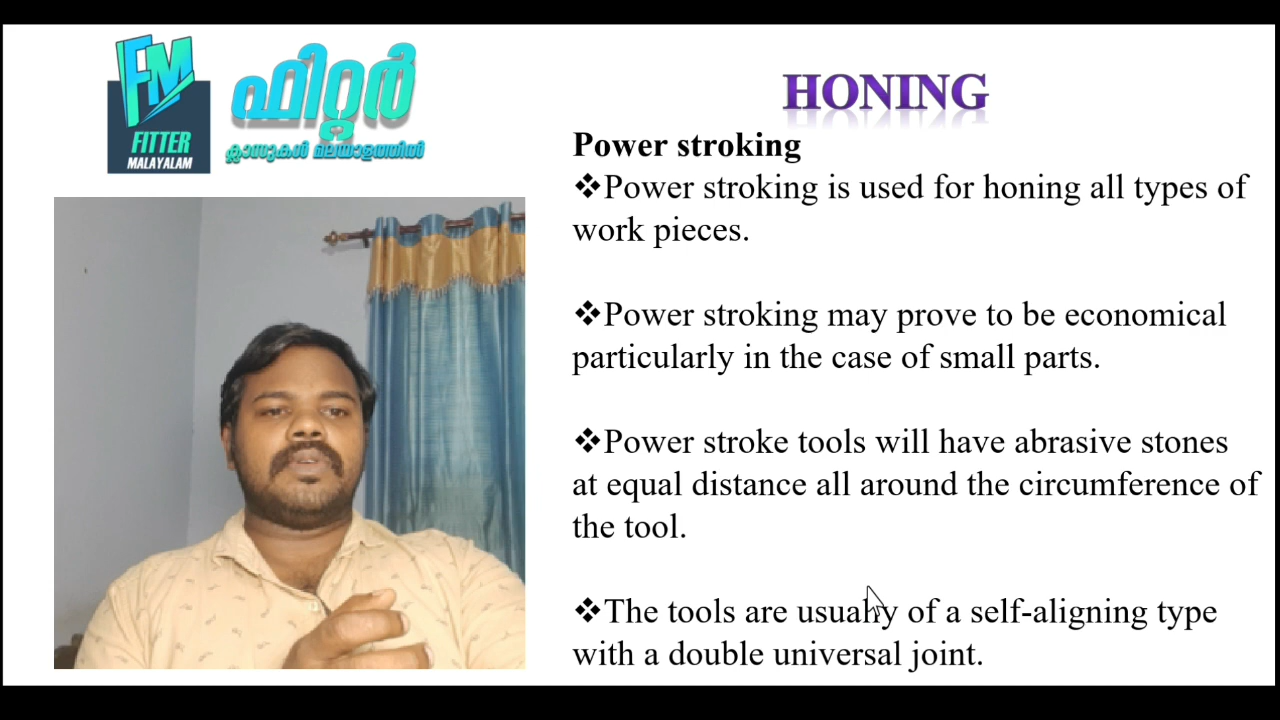 FM
FITTER
MALAYALAM
ഫിറ്റർ
ക്ലാസുകൾ മലയാളത്തിൽ
HONING
Power stroking
❖Power stroking is used for honing all types of
work pieces.
❖Power stroking may prove to be economical
particularly in the case of small parts.
❖Power stroke tools will have abrasive stones
at equal distance all around the circumference of
the tool.
❖The tools are usually of a self-aligning type
with a double universal joint.